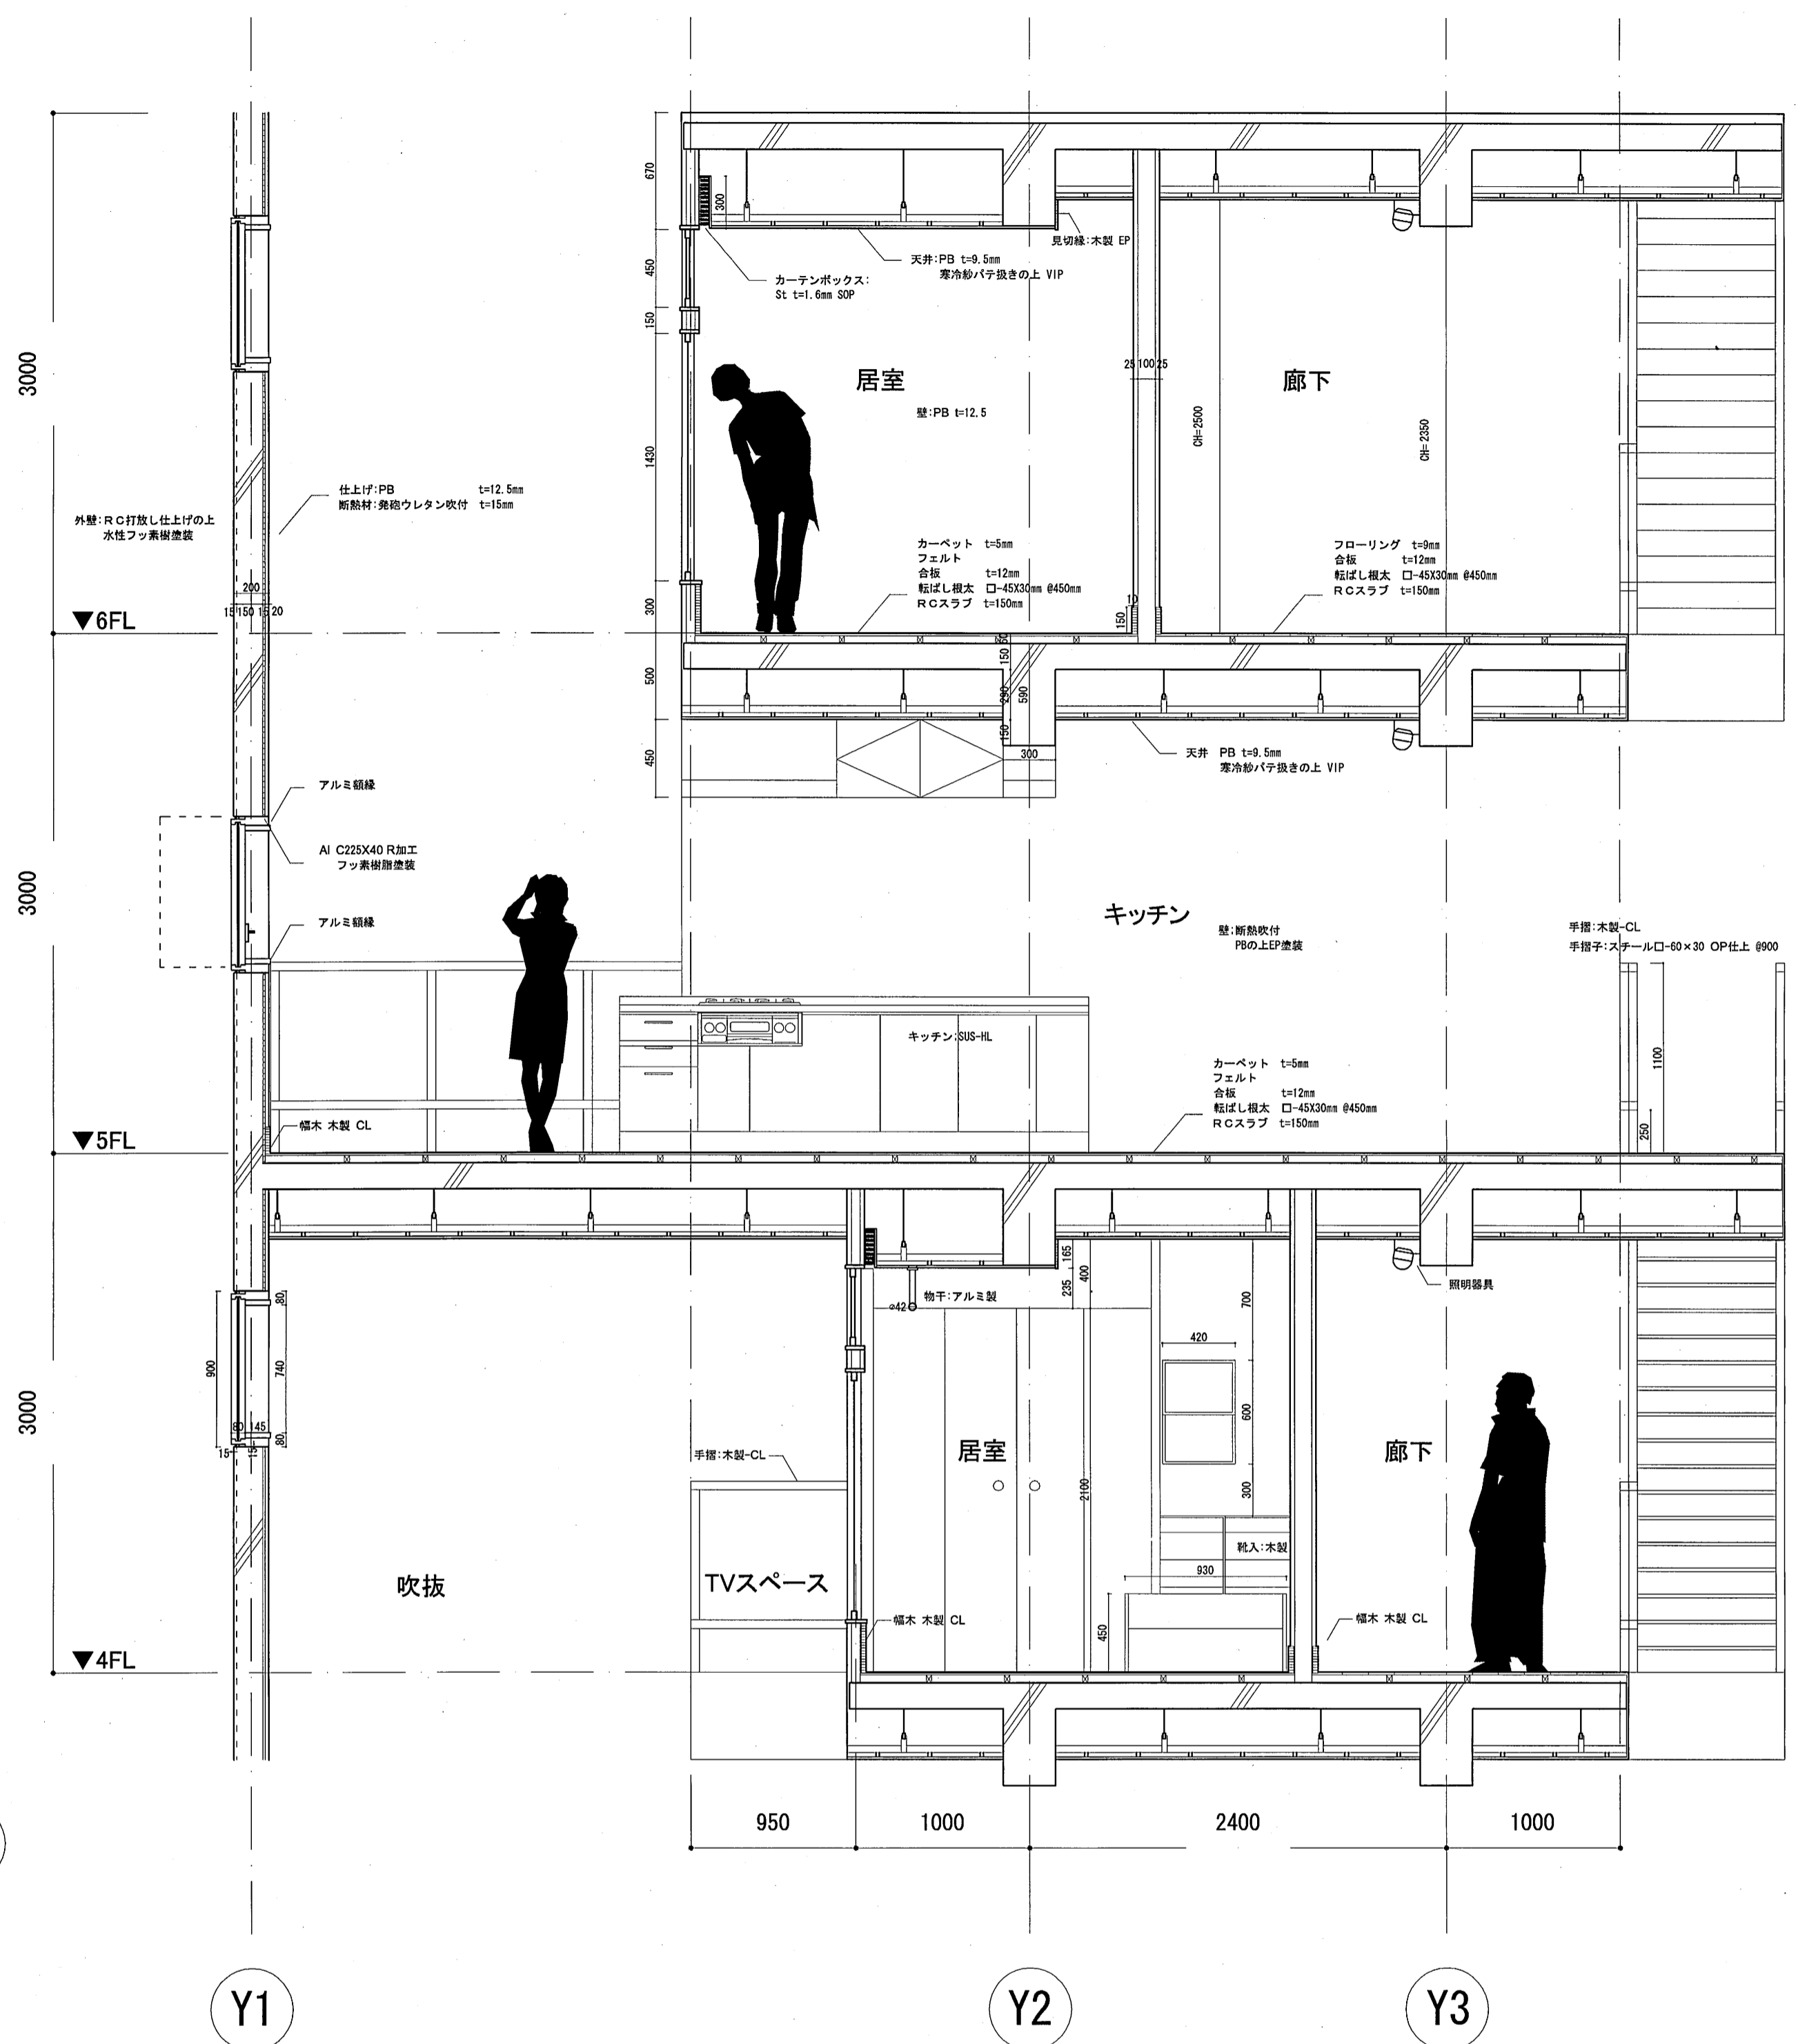 670
300
見切縁:木製 EP
天井:PB t=9.5mm
寒冷紗パテ扱きの上 VIP
450
カーテンボックス:
St t=1.6mm SOP
150
3000
居室
25 100 25
廊下
壁:PB t=12.5
CH=2500
CH=2350
1430
仕上げ:PB t=12.5mm
断熱材:発砲ウレタン吹付 t=15mm
外壁:RC打放し仕上げの上
水性フッ素樹塗装
カーペット t=5mm
フェルト
合板 t=12mm
転ばし根太 ロ-45X30mm @450mm
RCスラブ t=150mm
フローリング t=9mm
合板 t=12mm
転ばし根太 ロ-45X30mm @450mm
RCスラブ t=150mm
200
15 150 15 20
300
10
150
▼6FL
60
150
500
290
590
150
300
450
天井 PB t=9.5mm
寒冷紗パテ扱きの上 VIP
アルミ額縁
Al C225X40 R加工
フッ素樹脂塗装
3000
アルミ額縁
キッチン
壁;断熱吹付
PBの上EP塗装
手摺:木製-CL
手摺子:スチールロ-60×30 OP仕上 @900
キッチン;SUS-HL
1100
カーペット t=5mm
フェルト
合板 t=12mm
転ばし根太 ロ-45X30mm @450mm
RCスラブ t=150mm
250
幅木 木製 CL
▼5FL
165
400
235
物干:アルミ製
ø42
照明器具
700
80
900
740
420
3000
600
80 145
80
15
15
手摺:木製-CL
居室
廊下
2100
300
靴入:木製
930
吹抜
TVスペース
幅木 木製 CL
450
幅木 木製 CL
▼4FL
950
1000
2400
1000
Y1
Y2
Y3